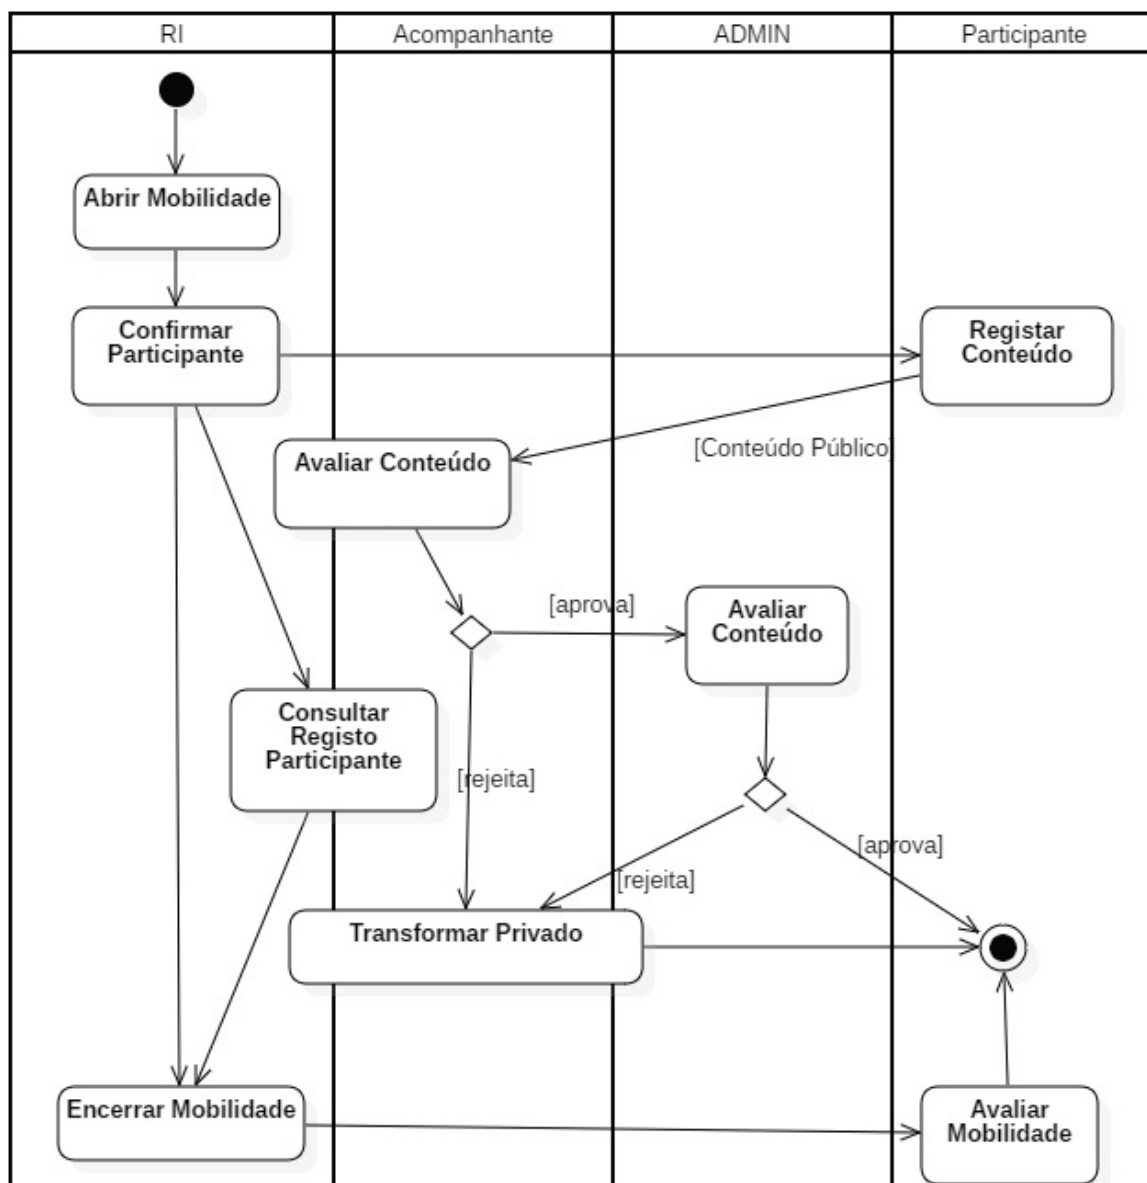 RI
Acompanhante
ADMIN
Participante
Abrir Mobilidade
Confirmar
Participante
Registar
Conteúdo
[Conteúdo Público]
Avaliar Conteúdo
[aprova]
Avaliar
Conteúdo
Consultar
Registo
Participante
[rejeita]
[aprova]
[rejeita]
Transformar Privado
Encerrar Mobilidade
Avaliar
Mobilidade